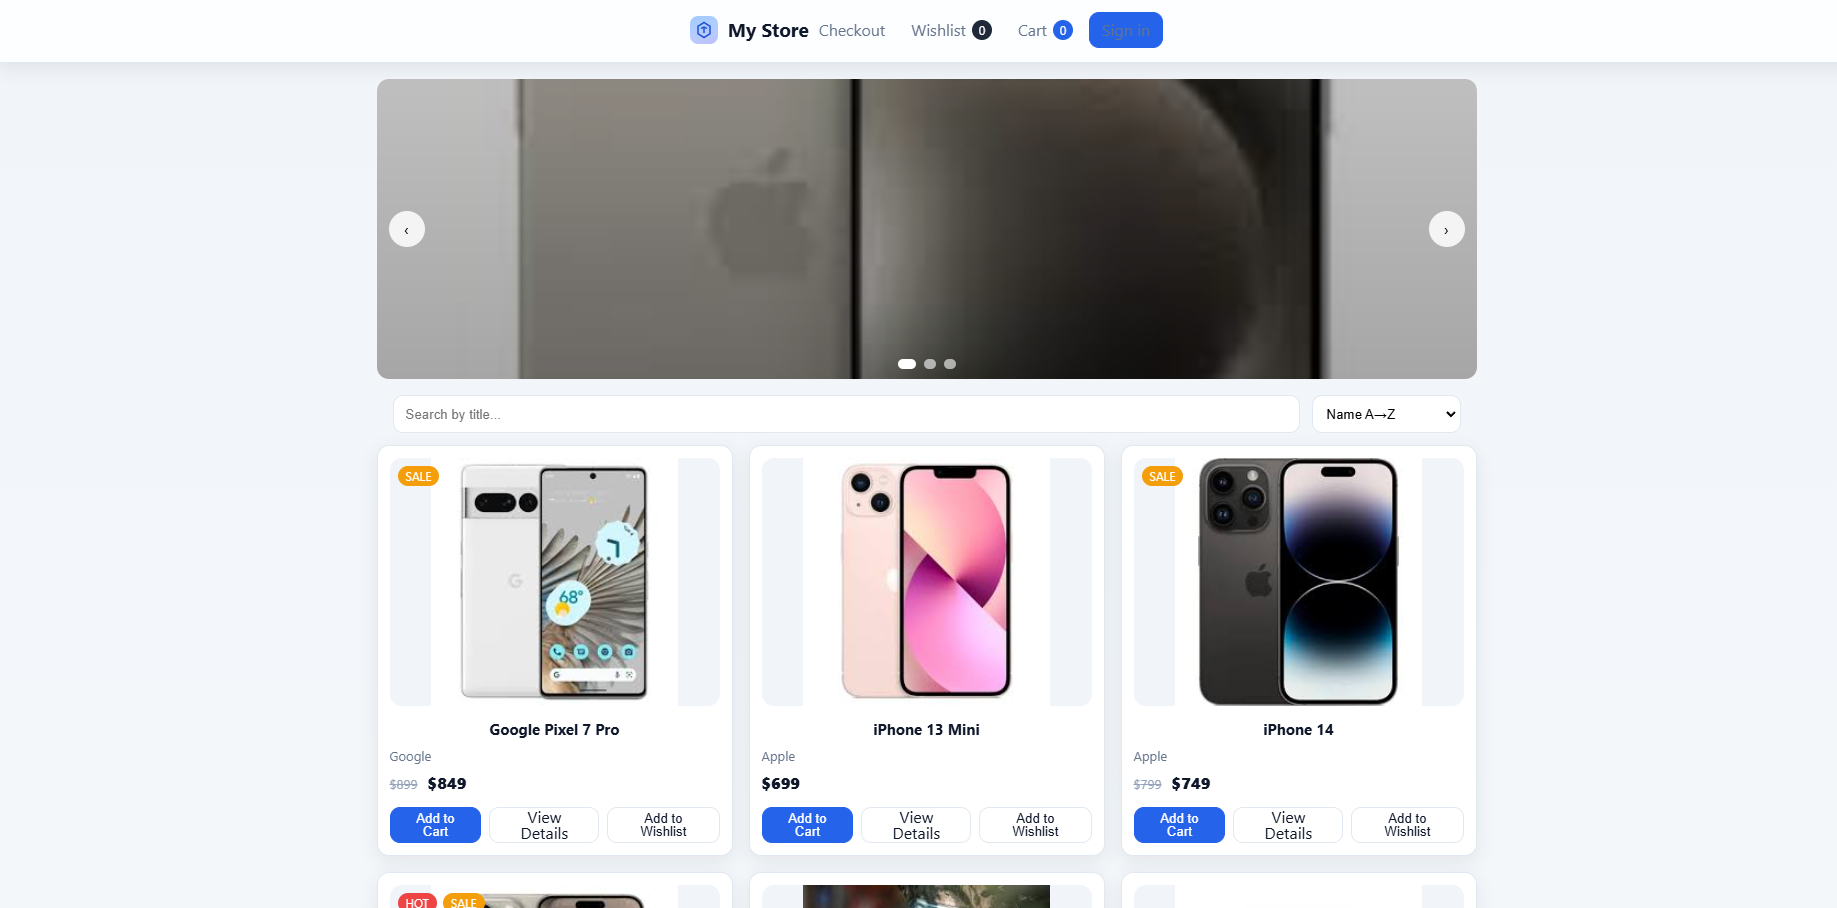 My Store Checkout Wishlist 0 Cart 0 Sign in
‹ ›
Search by title... Name A→Z
SALE SALE
68°
G
G
Google Pixel 7 Pro iPhone 13 Mini iPhone 14
Google Apple Apple
$899 $849 $699 $799 $749
Add to Cart View Details Add to Wishlist Add to Cart View Details Add to Wishlist Add to Cart View Details Add to Wishlist
HOT SALE